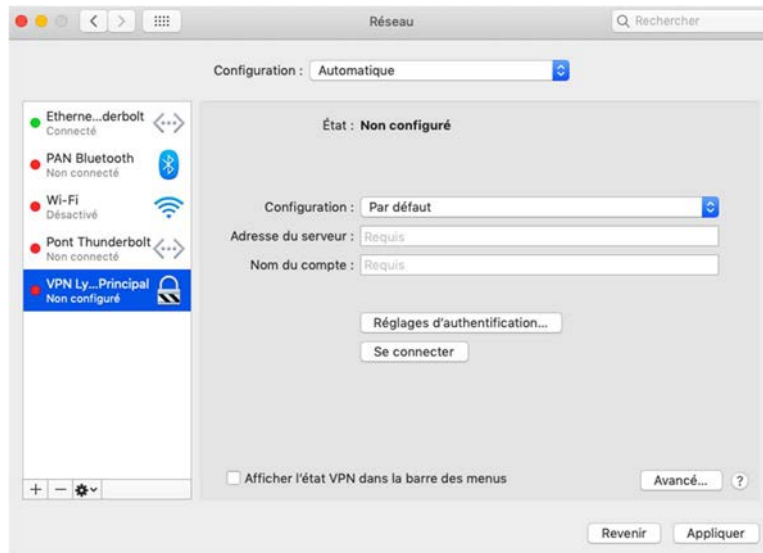 Réseau
Rechercher
Configuration : Automatique
Etherne...derbolt
Connecté
PAN Bluetooth
Non connecté
Wi-Fi
Désactivé
Pont Thunderbolt
Non connecté
VPN Ly...Principal
Non configuré
État : Non configuré
Configuration : Par défaut
Adresse du serveur : Requis
Nom du compte : Requis
Réglages d'authentification...
Se connecter
Afficher l'état VPN dans la barre des menus
Avancé... ?
Revenir Appliquer